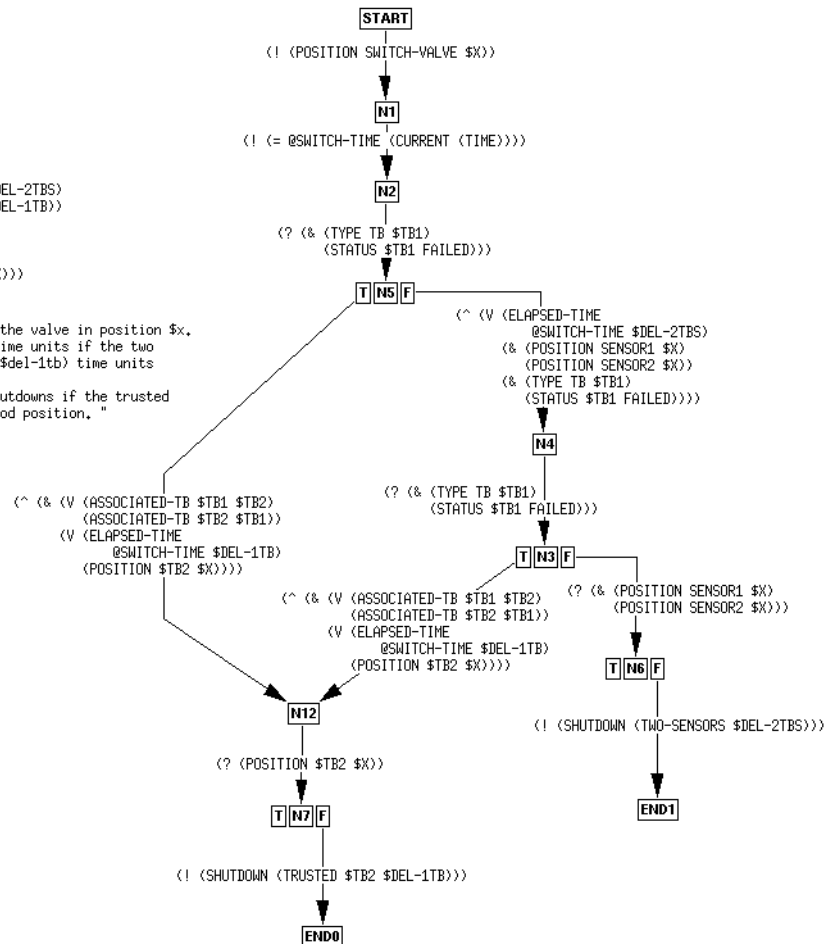 START
(! (POSITION SWITCH-VALVE $X))
N1
(! (= @SWITCH-TIME (CURRENT (TIME))))
N2
EL-2TBS)
EL-1TB))
(? (& (TYPE TB $TB1)
(STATUS $TB1 FAILED)))
)))
T N5 F
the valve in position $x.
ime units if the two
$del-1tb) time units
utdowns if the trusted
od position. "
(^ (V (ELAPSED-TIME
@SWITCH-TIME $DEL-2TBS)
(& (POSITION SENSOR1 $X)
(POSITION SENSOR2 $X))
(& (TYPE TB $TB1)
(STATUS $TB1 FAILED))))
N4
(^ (& (V (ASSOCIATED-TB $TB1 $TB2)
(ASSOCIATED-TB $TB2 $TB1))
(V (ELAPSED-TIME
@SWITCH-TIME $DEL-1TB)
(POSITION $TB2 $X))))
(? (& (TYPE TB $TB1)
(STATUS $TB1 FAILED)))
T N3 F
(^ (& (V (ASSOCIATED-TB $TB1 $TB2)
(ASSOCIATED-TB $TB2 $TB1))
(V (ELAPSED-TIME
@SWITCH-TIME $DEL-1TB)
(POSITION $TB2 $X))))
(? (& (POSITION SENSOR1 $X)
(POSITION SENSOR2 $X)))
T N6 F
N12
(! (SHUTDOWN (TWO-SENSORS $DEL-2TBS)))
(? (POSITION $TB2 $X))
T N7 F
END1
(! (SHUTDOWN (TRUSTED $TB2 $DEL-1TB)))
END0